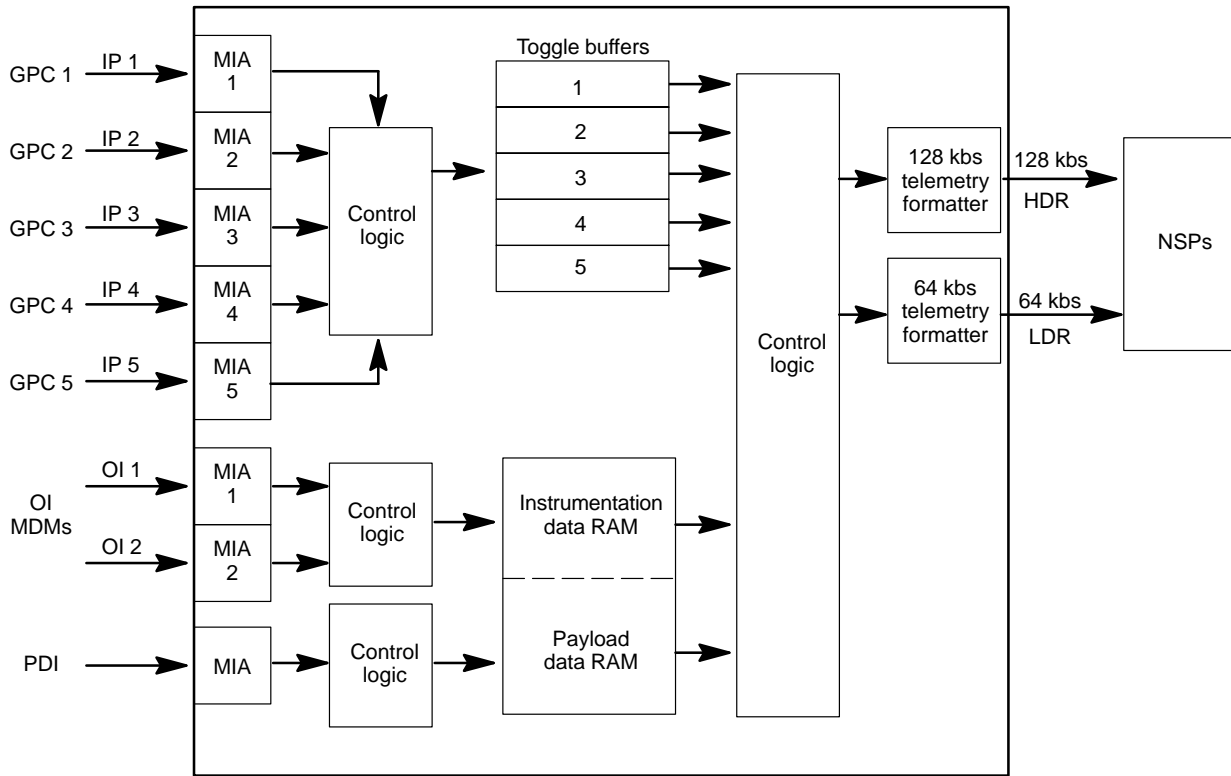 GPC 1
IP 1
MIA
1
GPC 2
IP 2
MIA
2
GPC 3
IP 3
MIA
3
GPC 4
IP 4
MIA
4
GPC 5
IP 5
MIA
5
Control
logic
Toggle buffers
1
2
3
4
5
OI
MDMs
OI 1
MIA
1
OI 2
MIA
2
Control
logic
Instrumentation
data RAM
PDI
MIA
Control
logic
Payload
data RAM
Control
logic
128 kbs
telemetry
formatter
128 kbs
HDR
64 kbs
telemetry
formatter
64 kbs
LDR
NSPs